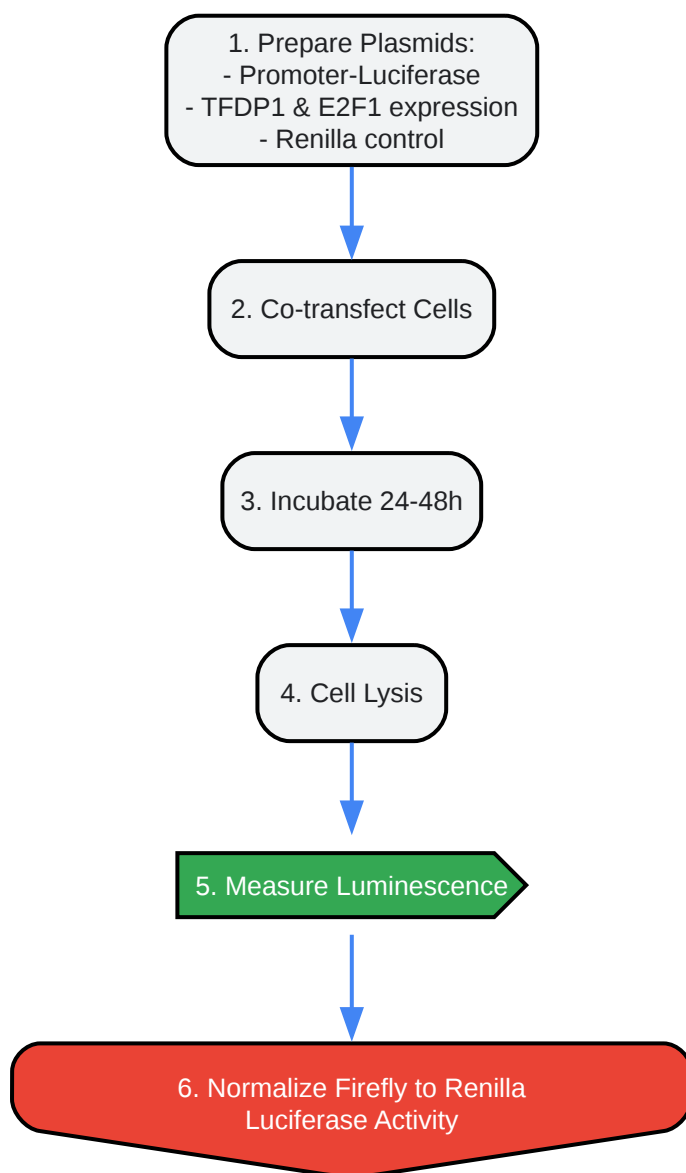 1. Prepare Plasmids:
- Promoter-Luciferase
- TFDP1 & E2F1 expression
- Renilla control
2. Co-transfect Cells
3. Incubate 24-48h
4. Cell Lysis
5. Measure Luminescence
6. Normalize Firefly to Renilla
Luciferase Activity